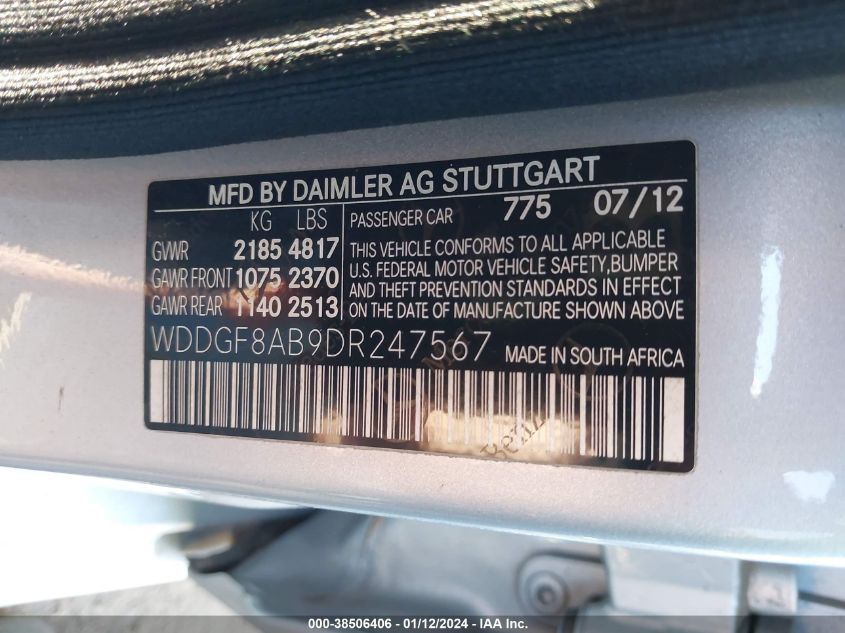 MFD BY DAIMLER AG STUTTGART
KG LBS PASSENGER CAR 775 07/12
GVWR 2185 4817
GAWR FRONT 1075 2370
GAWR REAR 1140 2513
THIS VEHICLE CONFORMS TO ALL APPLICABLE
U.S. FEDERAL MOTOR VEHICLE SAFETY, BUMPER
AND THEFT PREVENTION STANDARDS IN EFFECT
ON THE DATE OF MANUFACTURE SHOWN ABOVE
WDDGF8AB9DR247567 MADE IN SOUTH AFRICA
000-38506406 - 01/12/2024 - IAA Inc.